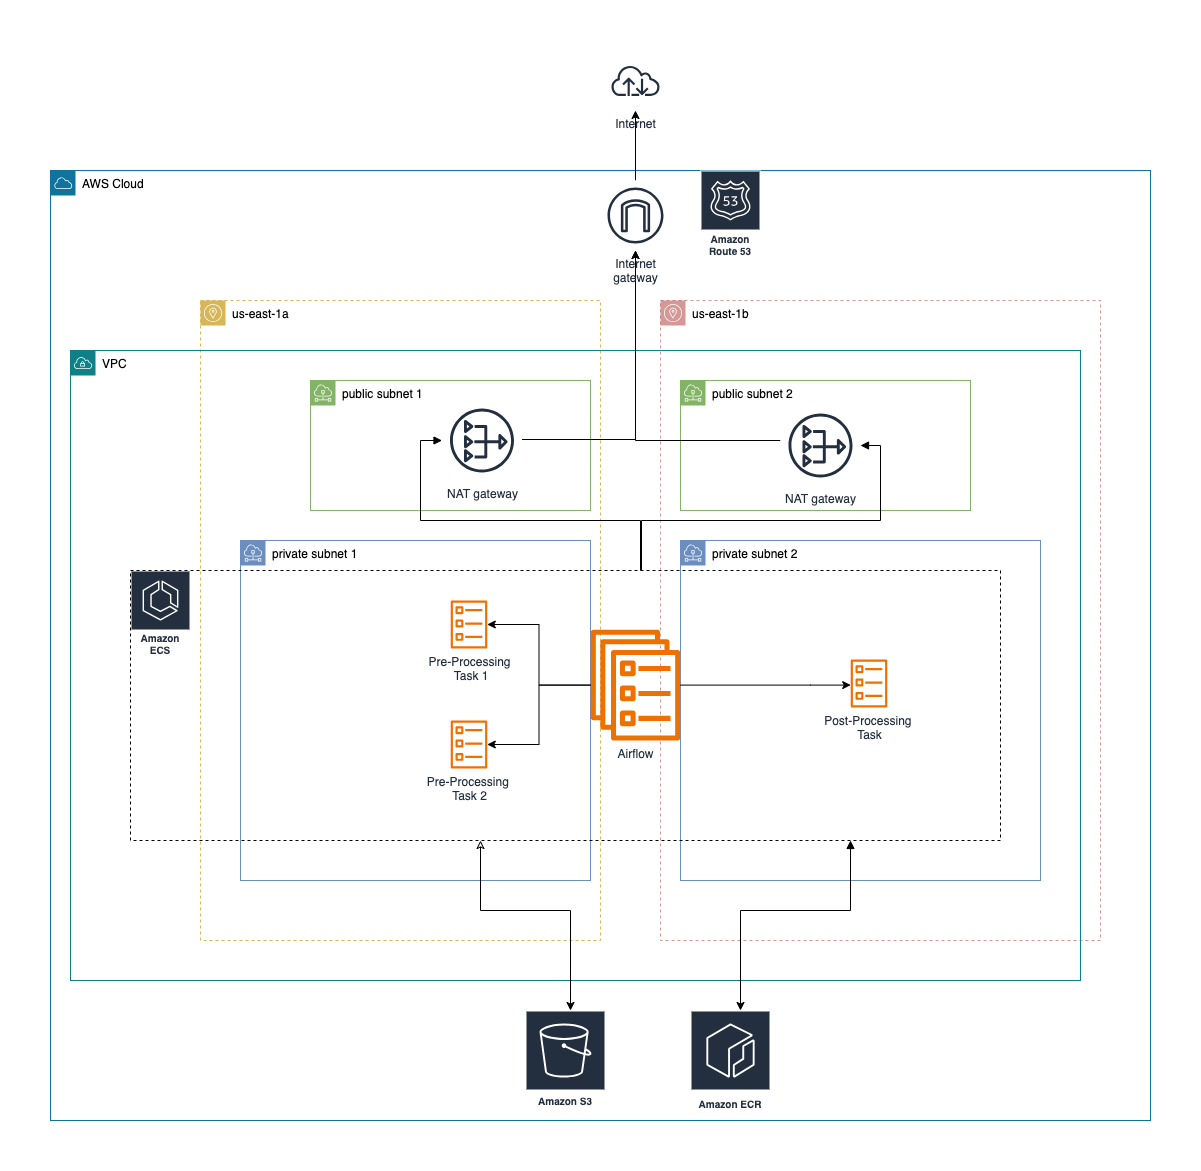 Internet
AWS Cloud
53
Amazon
Route 53
Internet
gateway
us-east-1a
us-east-1b
VPC
public subnet 1
public subnet 2
NAT gateway
NAT gateway
private subnet 1
private subnet 2
Amazon
ECS
Pre-Processing
Task 1
Post-Processing
Task
Airflow
Pre-Processing
Task 2
Amazon S3
Amazon ECR